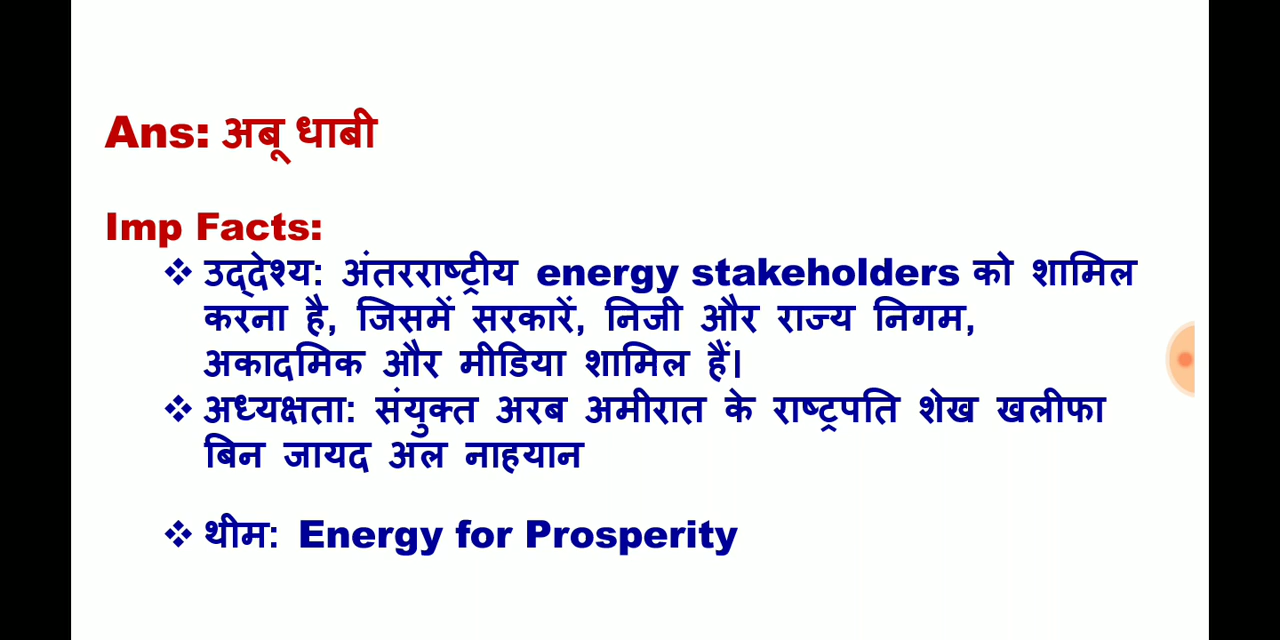 Ans: अबू धाबी
Imp Facts:
❖ उद्देश्य: अंतरराष्ट्रीय energy stakeholders को शामिल
करना है, जिसमें सरकारें, निजी और राज्य निगम,
अकादमिक और मीडिया शामिल हैं।
❖ अध्यक्षता: संयुक्त अरब अमीरात के राष्ट्रपति शेख खलीफा
बिन जायद अल नाहयान
❖ थीम: Energy for Prosperity